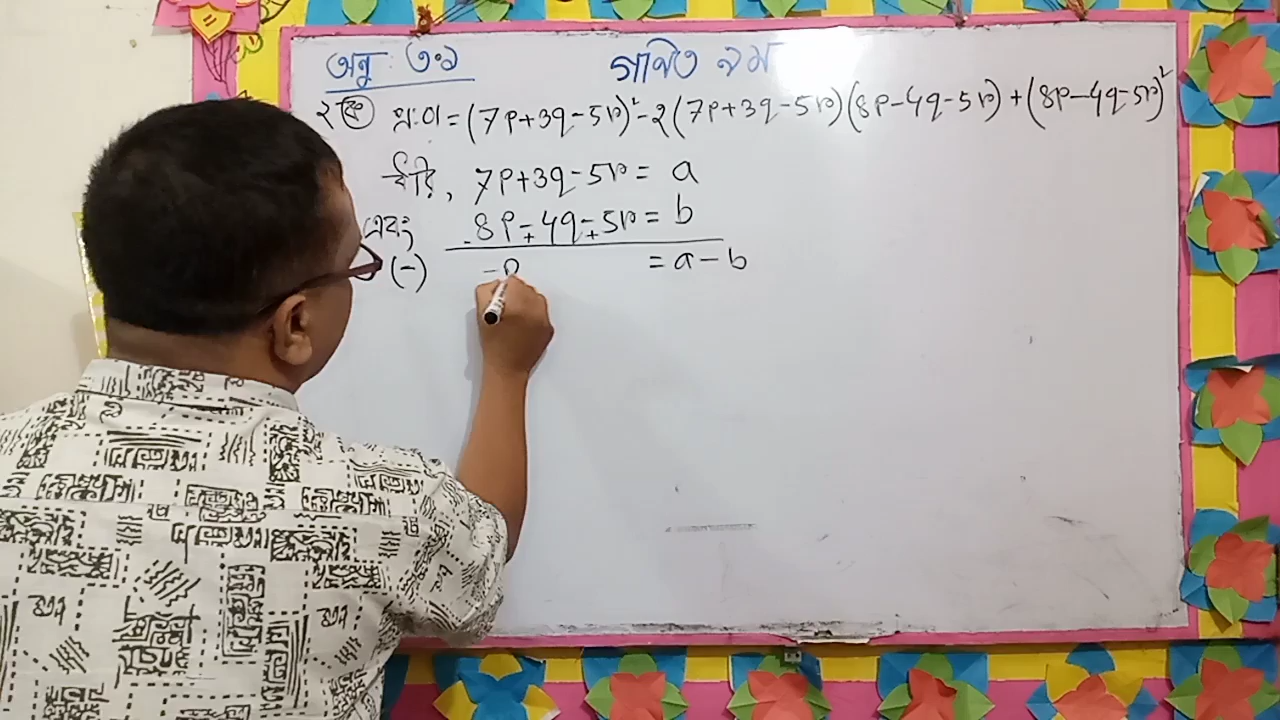 অনু: ৩.১ গণিত ৯ম
২ (ক) প্র:রা = (7p+3q-5r)² - 2(7p+3q-5r)(8p-4q-5r) + (8p-4q-5r)²
ধরি, 7p+3q-5r = a
এবং 8p-4q-5r = b
- + +
(-) -p = a-b